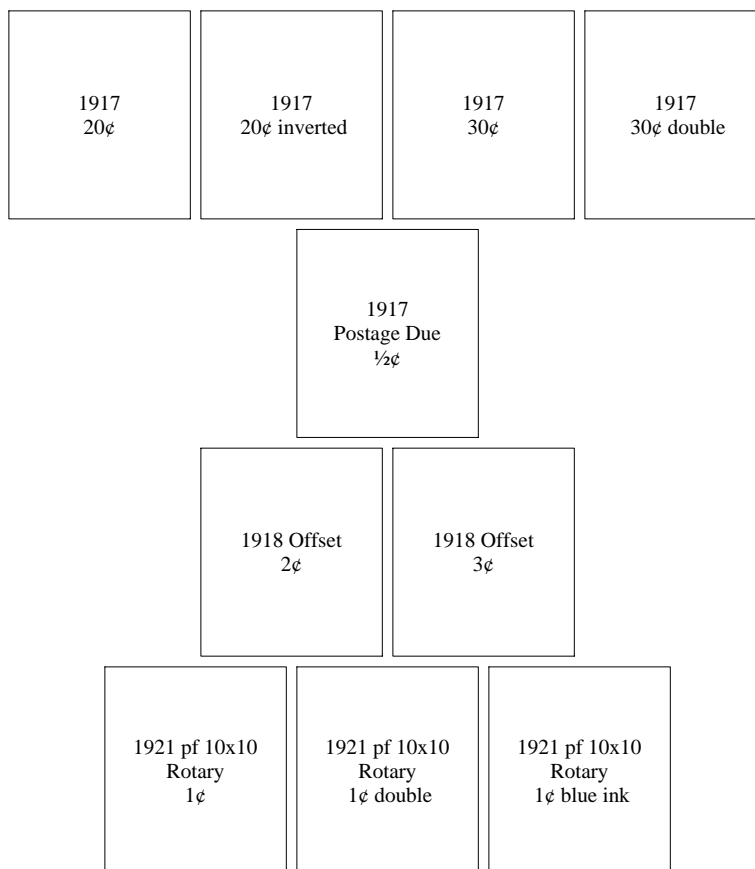 1917
20¢
1917
20¢ inverted
1917
30¢
1917
30¢ double
1917
Postage Due
½¢
1918 Offset
2¢
1918 Offset
3¢
1921 pf 10x10
Rotary
1¢
1921 pf 10x10
Rotary
1¢ double
1921 pf 10x10
Rotary
1¢ blue ink